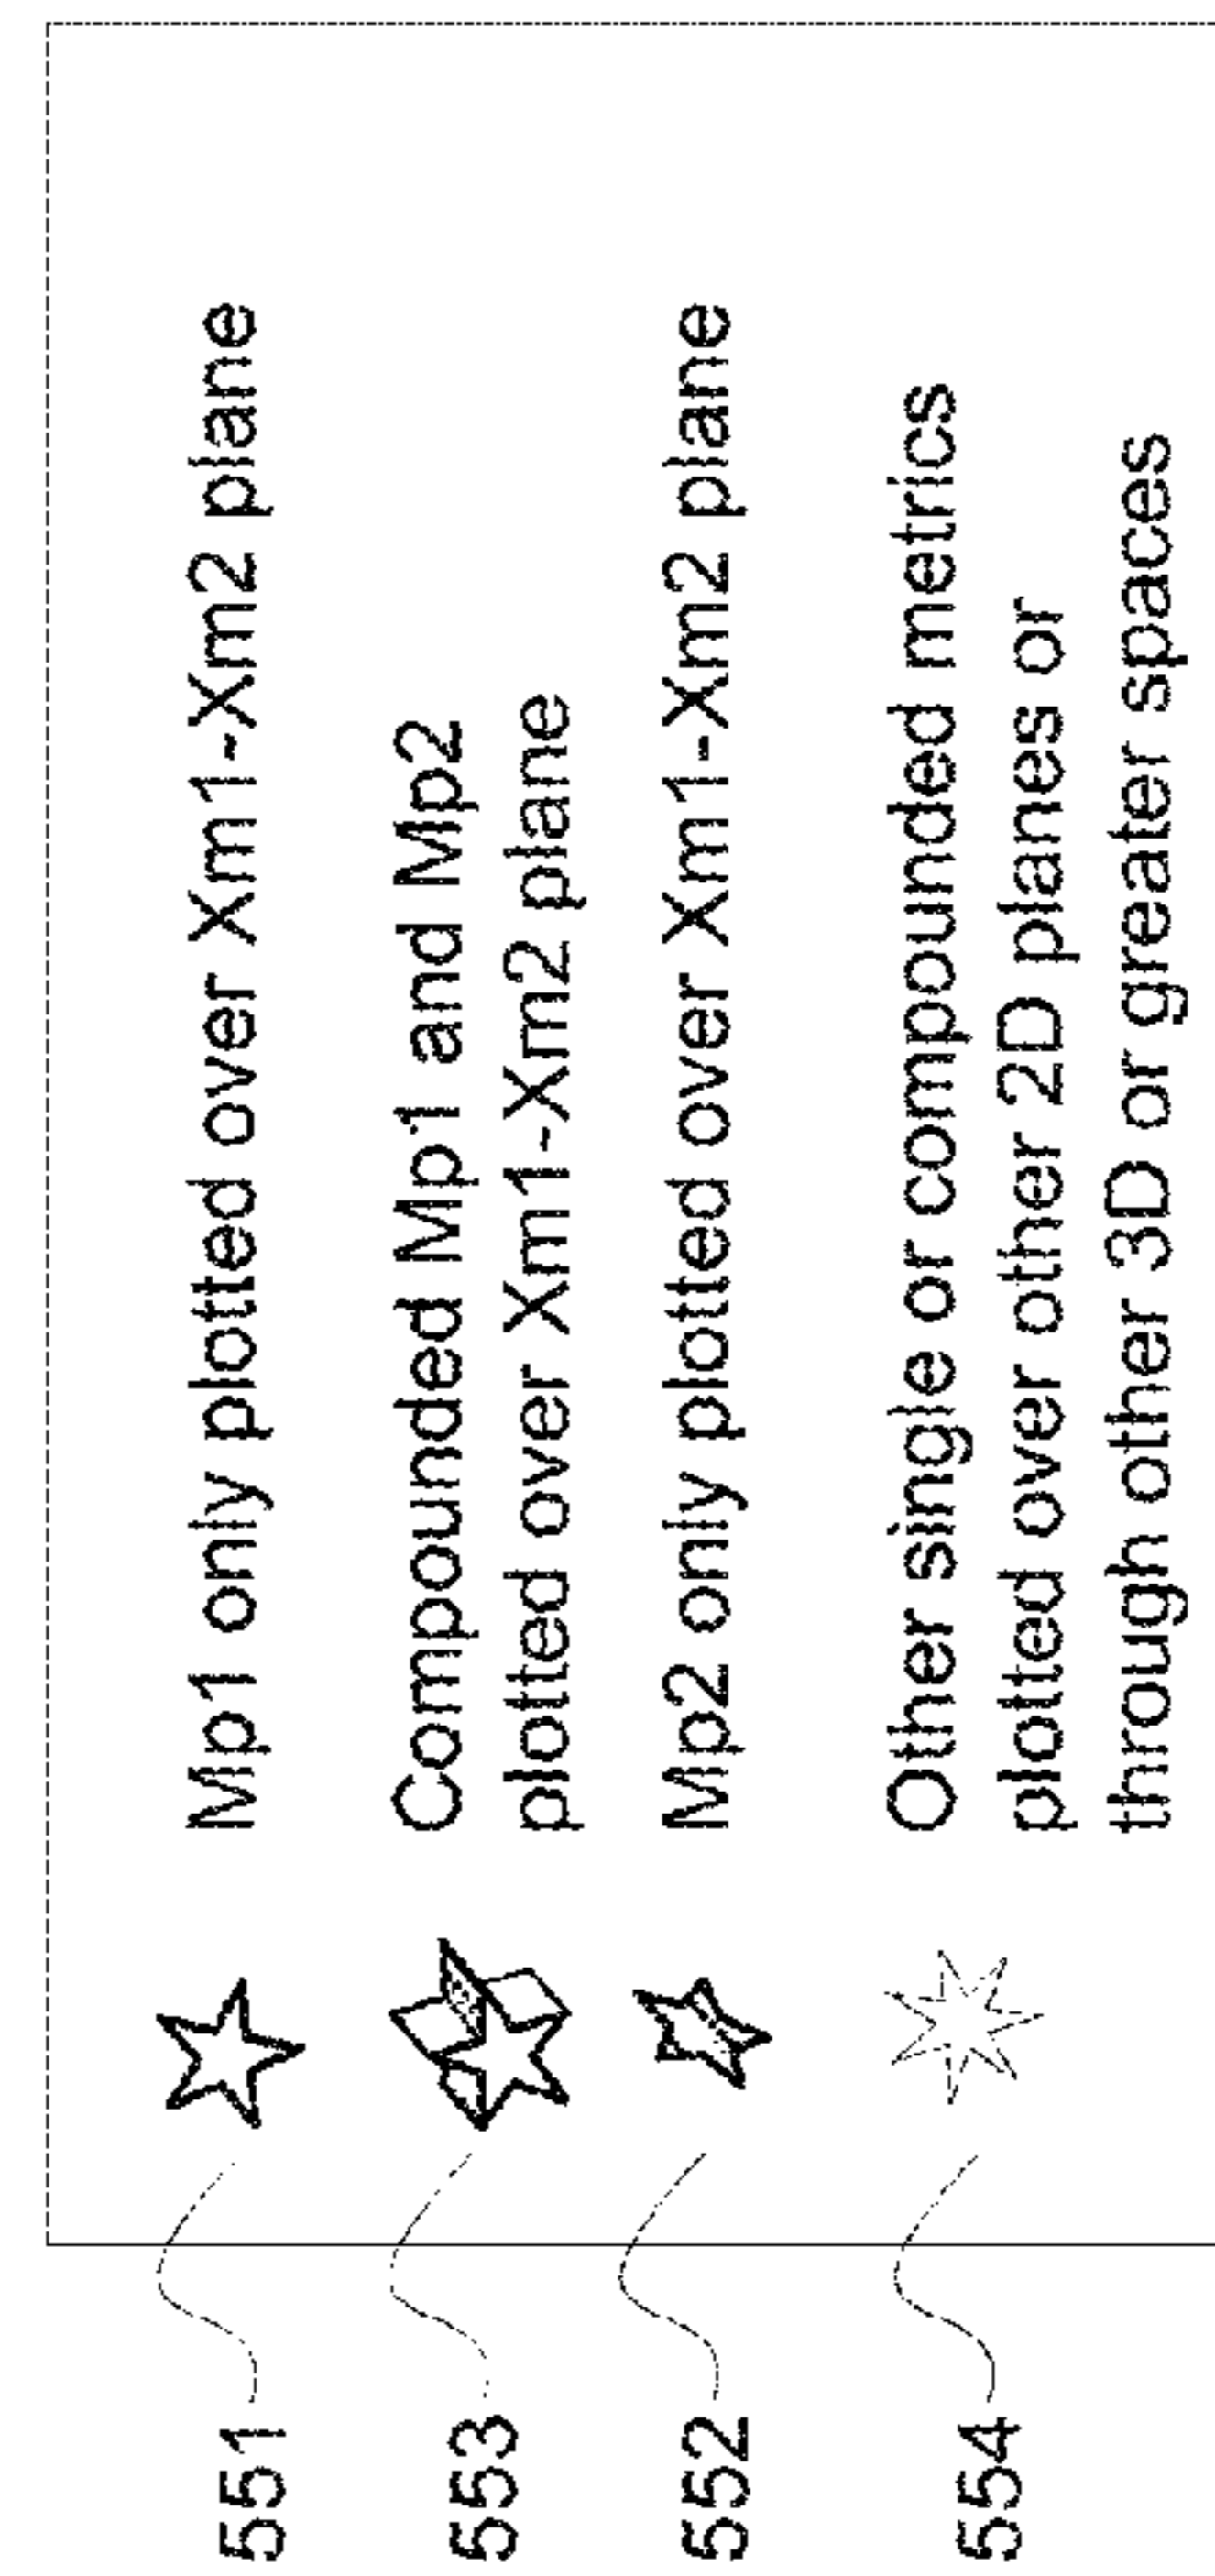 551 Mp1 only plotted over Xm1-Xm2 plane
553 Compounded Mp1 and Mp2
plotted over Xm1-Xm2 plane
552 Mp2 only plotted over Xm1-Xm2 plane
554 Other single or compounded metrics
plotted over other 2D planes or
through other 3D or greater spaces